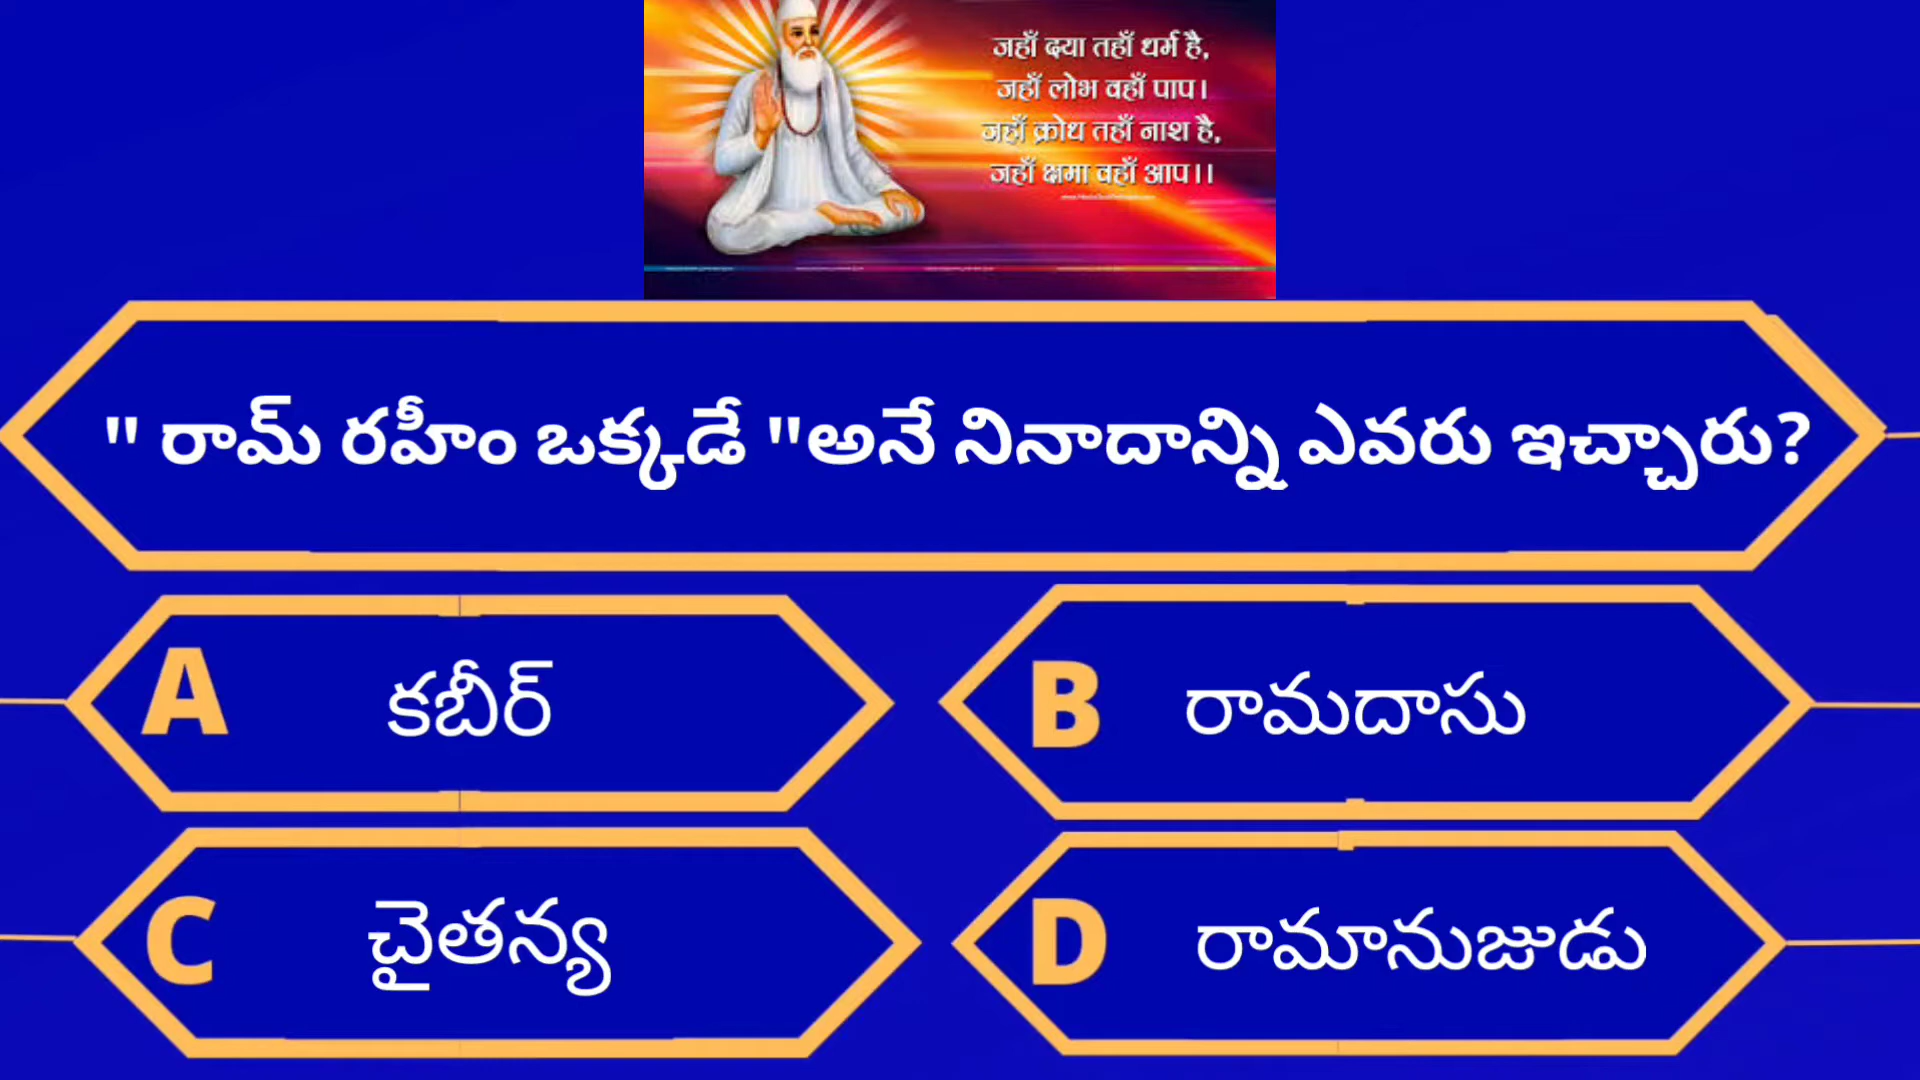 जहाँ दया तहाँ धर्म है,
जहाँ लोभ वहाँ पाप।
जहाँ क्रोध तहाँ नाश है,
जहाँ क्षमा वहाँ आप।।
" రామ్ రహీం ఒక్కడే "అనే నినాదాన్ని ఎవరు ఇచ్చారు?
A కబీర్
B రామదాసు
C చైతన్య
D రామానుజుడు